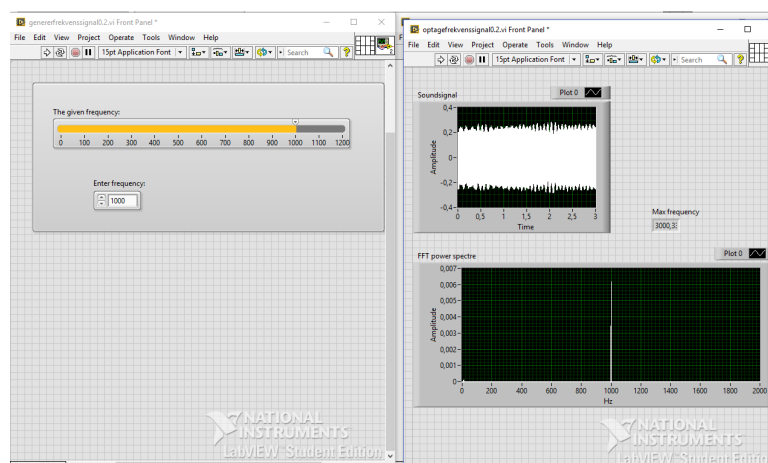 genererfrekvenssignal0.2.vi Front Panel *
File Edit View Project Operate Tools Window Help
15pt Application Font
Search
The given frequency:
0 100 200 300 400 500 600 700 800 900 1000 1100 1200
Enter frequency:
1000
NATIONAL
INSTRUMENTS
LabVIEW Student Edition
optagefrekvenssignal0.2.vi Front Panel *
File Edit View Project Operate Tools Window Help
15pt Application Font
Search
Soundsignal
Plot 0
0,4-
0,2-
0-
-0,2-
-0,4-
Amplitude
0 0,5 1 1,5 2 2,5 3
Time
Max frequency
3000,3
FFT power spectre
Plot 0
0,007-
0,006-
0,005-
0,004-
0,003-
0,002-
0,001-
0-
Amplitude
0 200 400 600 800 1000 1200 1400 1600 1800 2000
Hz
NATIONAL
INSTRUMENTS
LabVIEW Student Edition